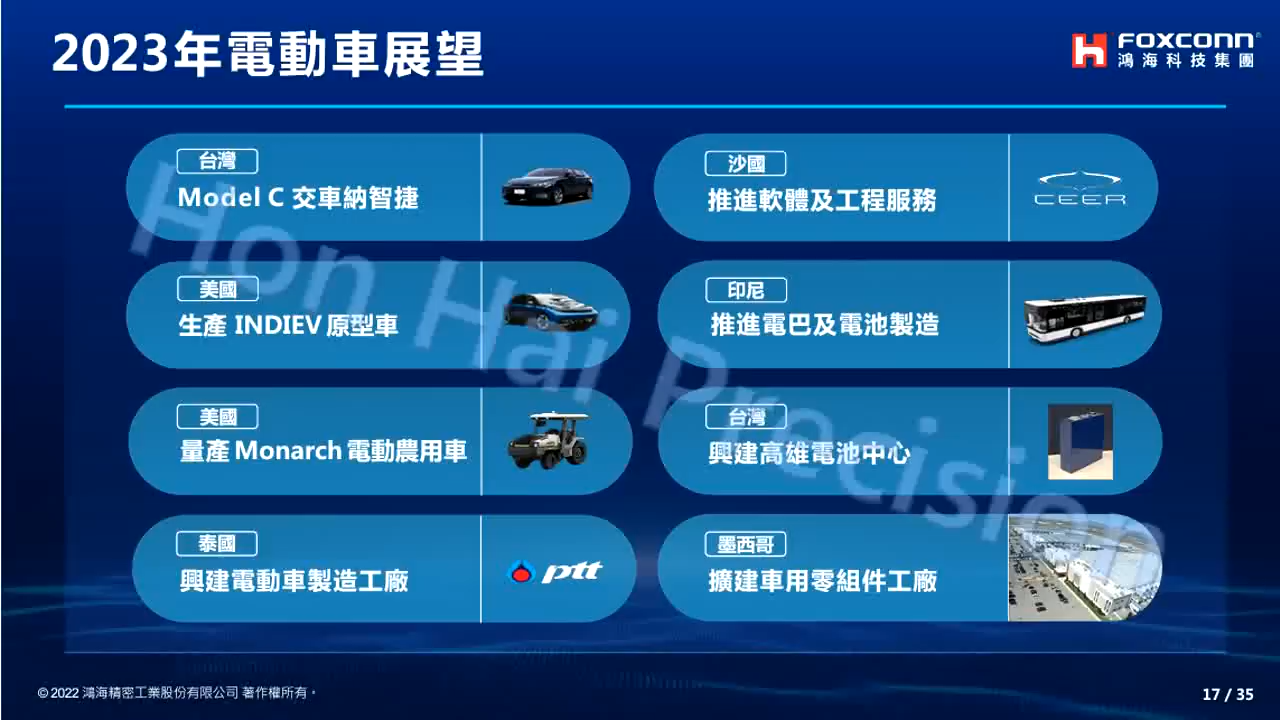 2023年電動車展望
FOXCONN®
鴻海科技集團
台灣
Model C 交車納智捷
沙國
推進軟體及工程服務
CEER
美國
生產 INDIEV 原型車
印尼
推進電巴及電池製造
美國
量產 Monarch 電動農用車
台灣
興建高雄電池中心
泰國
興建電動車製造工廠
ptt
墨西哥
擴建車用零組件工廠
Hon Hai Precision
© 2022 鴻海精密工業股份有限公司 著作權所有。
17 / 35